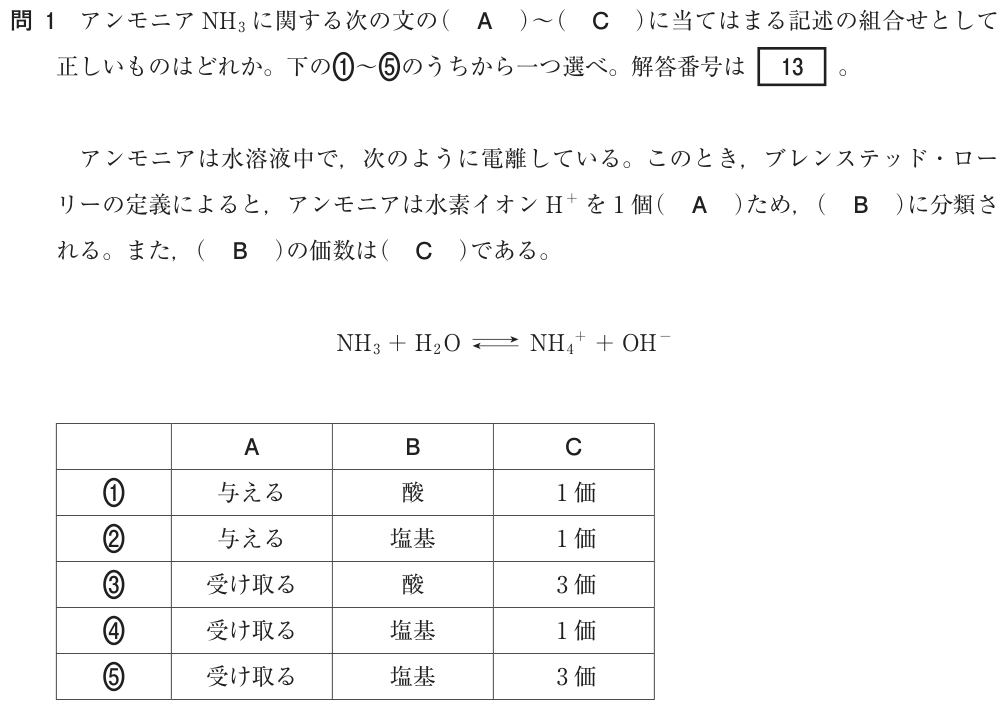 問 1 アンモニア NH₃ に関する次の文の( A )～( C )に当てはまる記述の組合せとして
正しいものはどれか。下の①～⑤のうちから一つ選べ。解答番号は 13 。
アンモニアは水溶液中で，次のように電離している。このとき，ブレンステッド・ロー
リーの定義によると，アンモニアは水素イオン H⁺ を 1 個( A )ため，( B )に分類さ
れる。また，( B )の価数は( C )である。
NH₃ + H₂O ⇄ NH₄⁺ + OH⁻
A B C
① 与える 酸 1 価
② 与える 塩基 1 価
③ 受け取る 酸 3 価
④ 受け取る 塩基 1 価
⑤ 受け取る 塩基 3 価